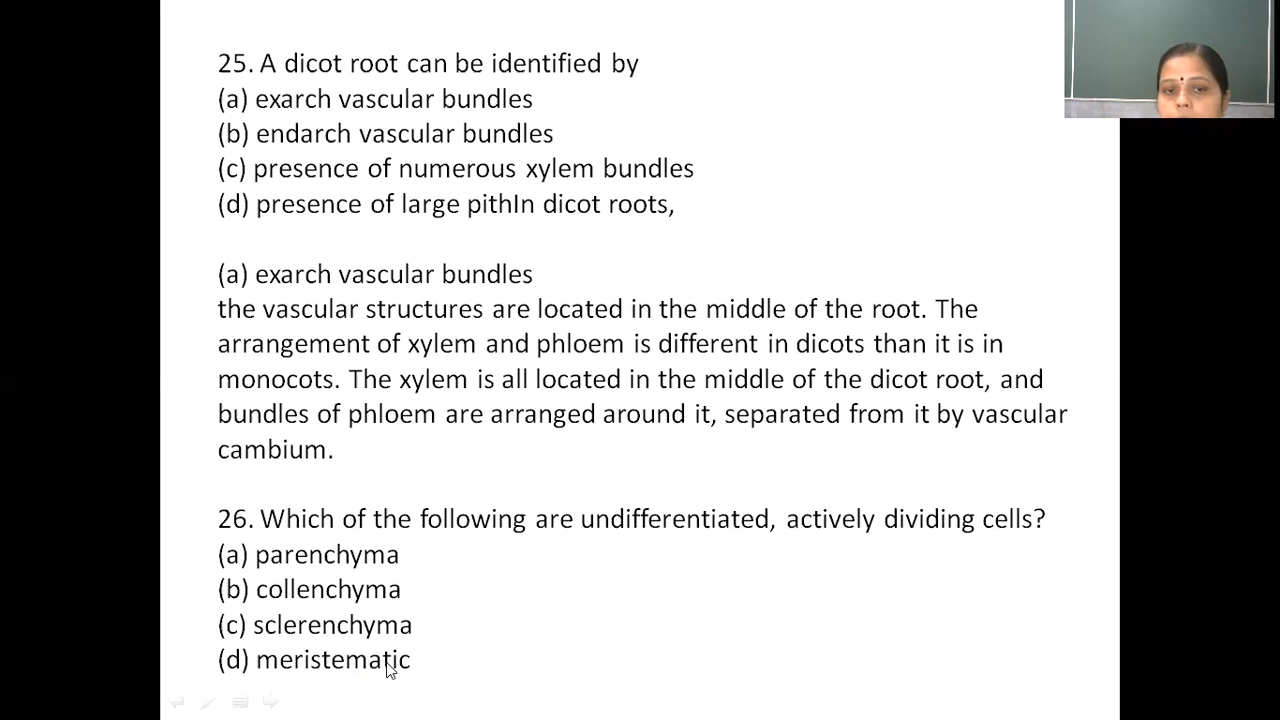 25. A dicot root can be identified by
(a) exarch vascular bundles
(b) endarch vascular bundles
(c) presence of numerous xylem bundles
(d) presence of large pithIn dicot roots,
(a) exarch vascular bundles
the vascular structures are located in the middle of the root. The
arrangement of xylem and phloem is different in dicots than it is in
monocots. The xylem is all located in the middle of the dicot root, and
bundles of phloem are arranged around it, separated from it by vascular
cambium.
26. Which of the following are undifferentiated, actively dividing cells?
(a) parenchyma
(b) collenchyma
(c) sclerenchyma
(d) meristematic